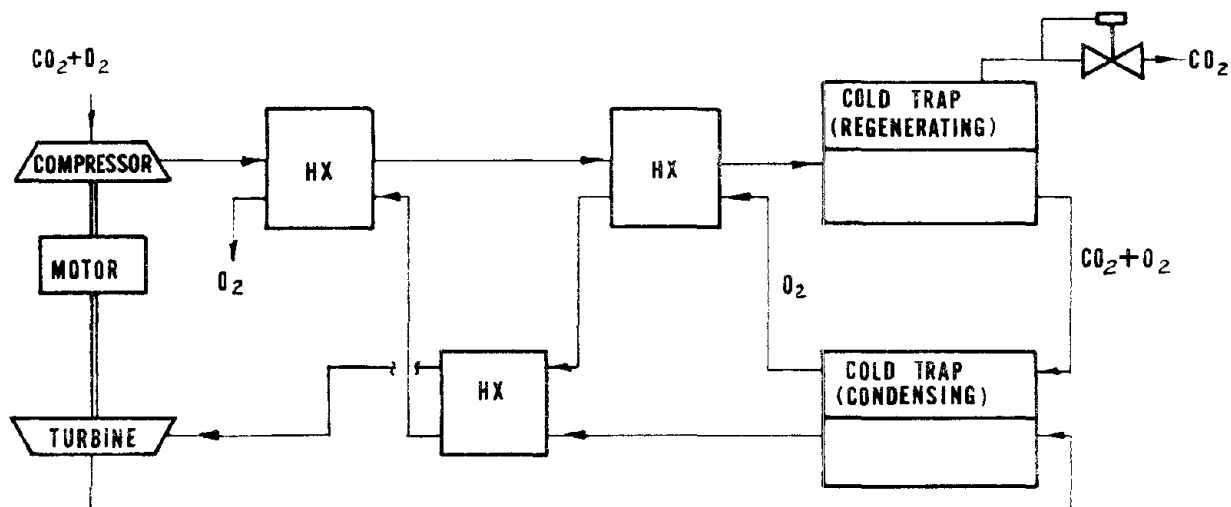 CO₂+O₂
CO₂
COLD TRAP
(REGENERATING)
COMPRESSOR
HX
HX
MOTOR
O₂
O₂
CO₂+O₂
HX
COLD TRAP
(CONDENSING)
TURBINE